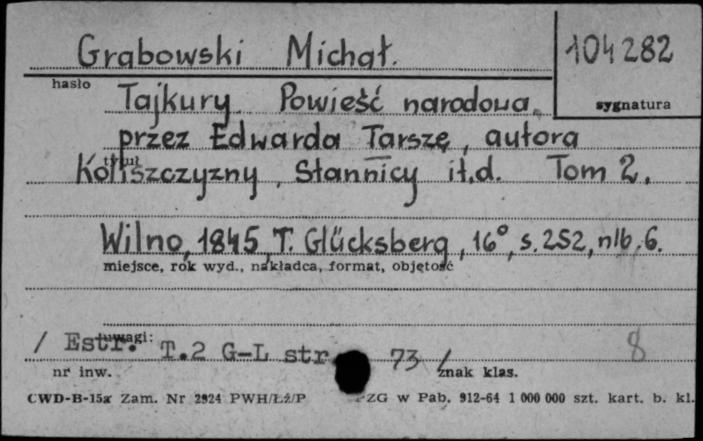 Grabowski Michał. 104282
hasło
Tajkury. Powieść narodowa. sygnatura
przez Edwarda Tarszę, autora
tytuł
Koliszczyzny, Stannicy it.d. Tom 2.
Wilno, 1845, T. Glücksberg, 16°, s. 252, nlb. 6.
miejsce, rok wyd., nakładca, format, objętość
/ Estr. uwagi: T.2 G-L str. 73 / 8
nr inw. znak klas.
CWD-B-15a Zam. Nr 2924 PWH/Łż/P PZG w Pab. 912-64 1 000 000 szt. kart. b. kl.